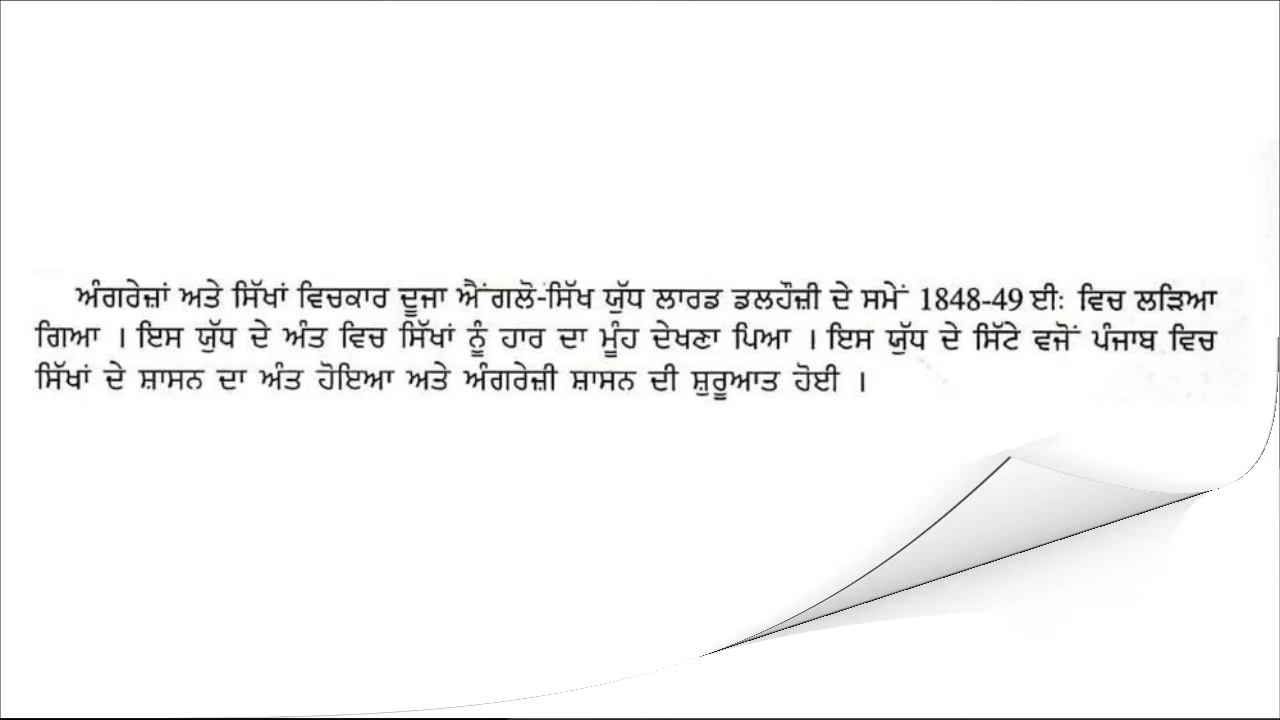 ਅੰਗਰੇਜ਼ਾਂ ਅਤੇ ਸਿੱਖਾਂ ਵਿਚਕਾਰ ਦੂਜਾ ਐਂਗਲੋ-ਸਿੱਖ ਯੁੱਧ ਲਾਰਡ ਡਲਹੌਜ਼ੀ ਦੇ ਸਮੇਂ 1848-49 ਈਃ ਵਿਚ ਲੜਿਆ
ਗਿਆ । ਇਸ ਯੁੱਧ ਦੇ ਅੰਤ ਵਿਚ ਸਿੱਖਾਂ ਨੂੰ ਹਾਰ ਦਾ ਮੂੰਹ ਦੇਖਣਾ ਪਿਆ । ਇਸ ਯੁੱਧ ਦੇ ਸਿੱਟੇ ਵਜੋਂ ਪੰਜਾਬ ਵਿਚ
ਸਿੱਖਾਂ ਦੇ ਸ਼ਾਸਨ ਦਾ ਅੰਤ ਹੋਇਆ ਅਤੇ ਅੰਗਰੇਜ਼ੀ ਸ਼ਾਸਨ ਦੀ ਸ਼ੁਰੂਆਤ ਹੋਈ ।